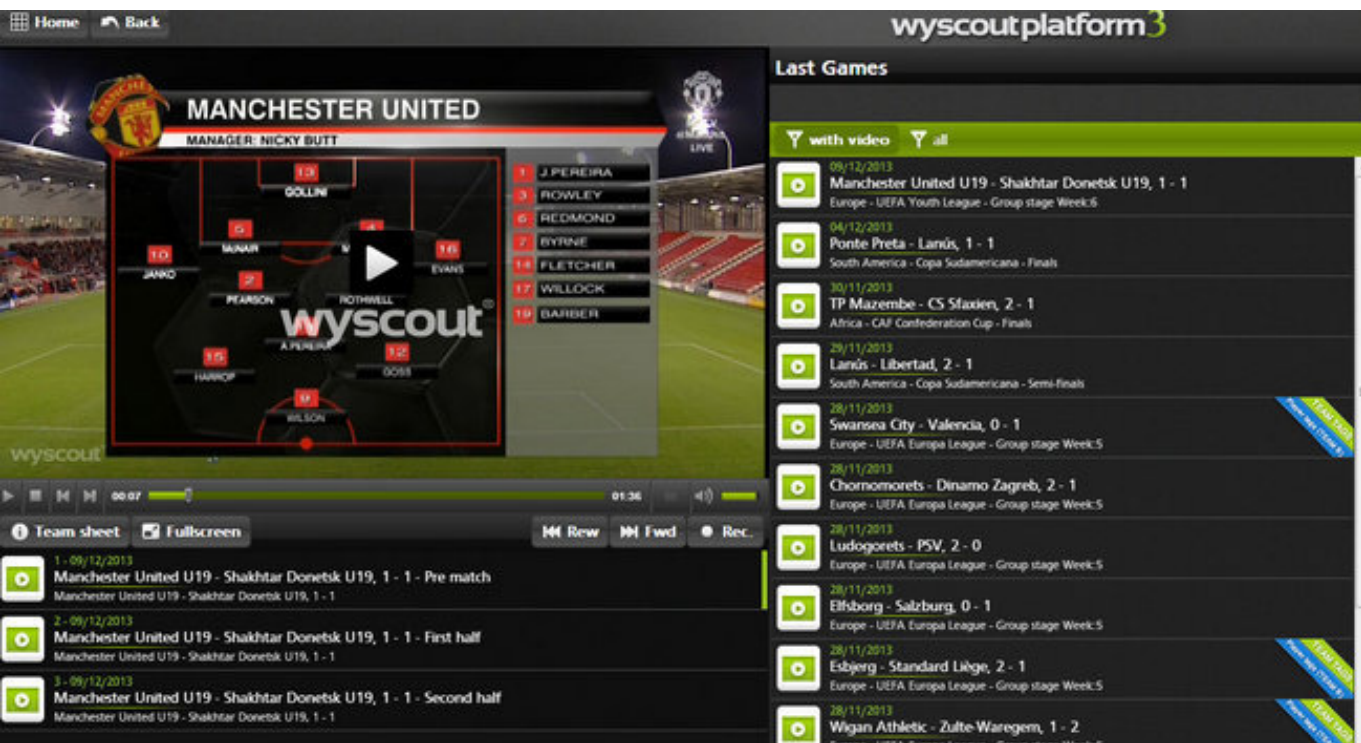 Home
Back
wyscoutplatform3
MANCHESTER UNITED
MANAGER: NICKY BUTT
LIVE
13
GOLLINI
5
4
10
JANKO
16
EVANS
2
PEARSON
ROTHWELL
A.PEREIRA
15
HARROP
12
GOSS
9
WILSON
1 J.PEREIRA
3 ROWLEY
6 REDMOND
7 BYRNE
14 FLETCHER
17 WILLOCK
19 BARBER
wyscout
wyscout
00:07
01:36
Team sheet
Fullscreen
Rew
Fwd
Rec.
1 - 09/12/2013
Manchester United U19 - Shakhtar Donetsk U19, 1 - 1 - Pre match
Manchester United U19 - Shakhtar Donetsk U19, 1 - 1
2 - 09/12/2013
Manchester United U19 - Shakhtar Donetsk U19, 1 - 1 - First half
Manchester United U19 - Shakhtar Donetsk U19, 1 - 1
3 - 09/12/2013
Manchester United U19 - Shakhtar Donetsk U19, 1 - 1 - Second half
Manchester United U19 - Shakhtar Donetsk U19, 1 - 1
Last Games
with video
all
09/12/2013
Manchester United U19 - Shakhtar Donetsk U19, 1 - 1
Europe - UEFA Youth League - Group stage Week:6
04/12/2013
Ponte Preta - Lanús, 1 - 1
South America - Copa Sudamericana - Finals
30/11/2013
TP Mazembe - CS Sfaxien, 2 - 1
Africa - CAF Confederation Cup - Finals
29/11/2013
Lanús - Libertad, 2 - 1
South America - Copa Sudamericana - Semi-finals
28/11/2013
Swansea City - Valencia, 0 - 1
Europe - UEFA Europa League - Group stage Week:5
TEAM TAGS
Player tags (TEAM B)
28/11/2013
Chornomorets - Dinamo Zagreb, 2 - 1
Europe - UEFA Europa League - Group stage Week:5
28/11/2013
Ludogorets - PSV, 2 - 0
Europe - UEFA Europa League - Group stage Week:5
28/11/2013
Elfsborg - Salzburg, 0 - 1
Europe - UEFA Europa League - Group stage Week:5
28/11/2013
Esbjerg - Standard Liège, 2 - 1
Europe - UEFA Europa League - Group stage Week:5
TEAM TAGS
Player tags (TEAM B)
28/11/2013
Wigan Athletic - Zulte-Waregem, 1 - 2